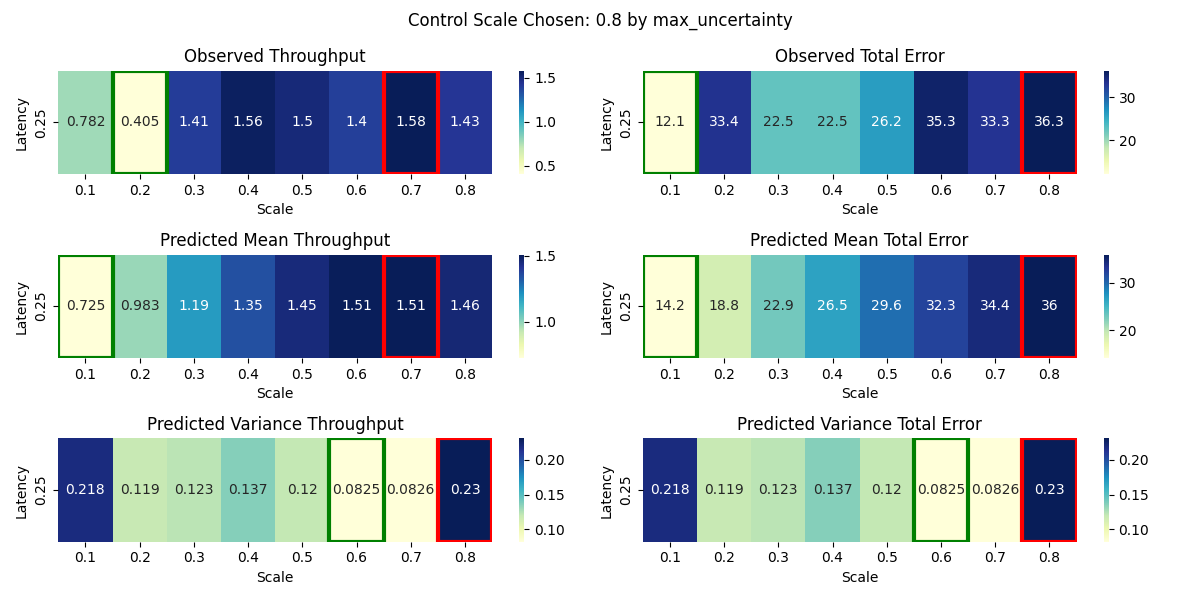 Control Scale Chosen: 0.8 by max_uncertainty
Observed Throughput
Latency
0.25
0.782 0.405 1.41 1.56 1.5 1.4 1.58 1.43
0.1 0.2 0.3 0.4 0.5 0.6 0.7 0.8
Scale
1.5
1.0
0.5
Observed Total Error
Latency
0.25
12.1 33.4 22.5 22.5 26.2 35.3 33.3 36.3
0.1 0.2 0.3 0.4 0.5 0.6 0.7 0.8
Scale
30
20
Predicted Mean Throughput
Latency
0.25
0.725 0.983 1.19 1.35 1.45 1.51 1.51 1.46
0.1 0.2 0.3 0.4 0.5 0.6 0.7 0.8
Scale
1.5
1.0
Predicted Mean Total Error
Latency
0.25
14.2 18.8 22.9 26.5 29.6 32.3 34.4 36
0.1 0.2 0.3 0.4 0.5 0.6 0.7 0.8
Scale
30
20
Predicted Variance Throughput
Latency
0.25
0.218 0.119 0.123 0.137 0.12 0.0825 0.0826 0.23
0.1 0.2 0.3 0.4 0.5 0.6 0.7 0.8
Scale
0.20
0.15
0.10
Predicted Variance Total Error
Latency
0.25
0.218 0.119 0.123 0.137 0.12 0.0825 0.0826 0.23
0.1 0.2 0.3 0.4 0.5 0.6 0.7 0.8
Scale
0.20
0.15
0.10